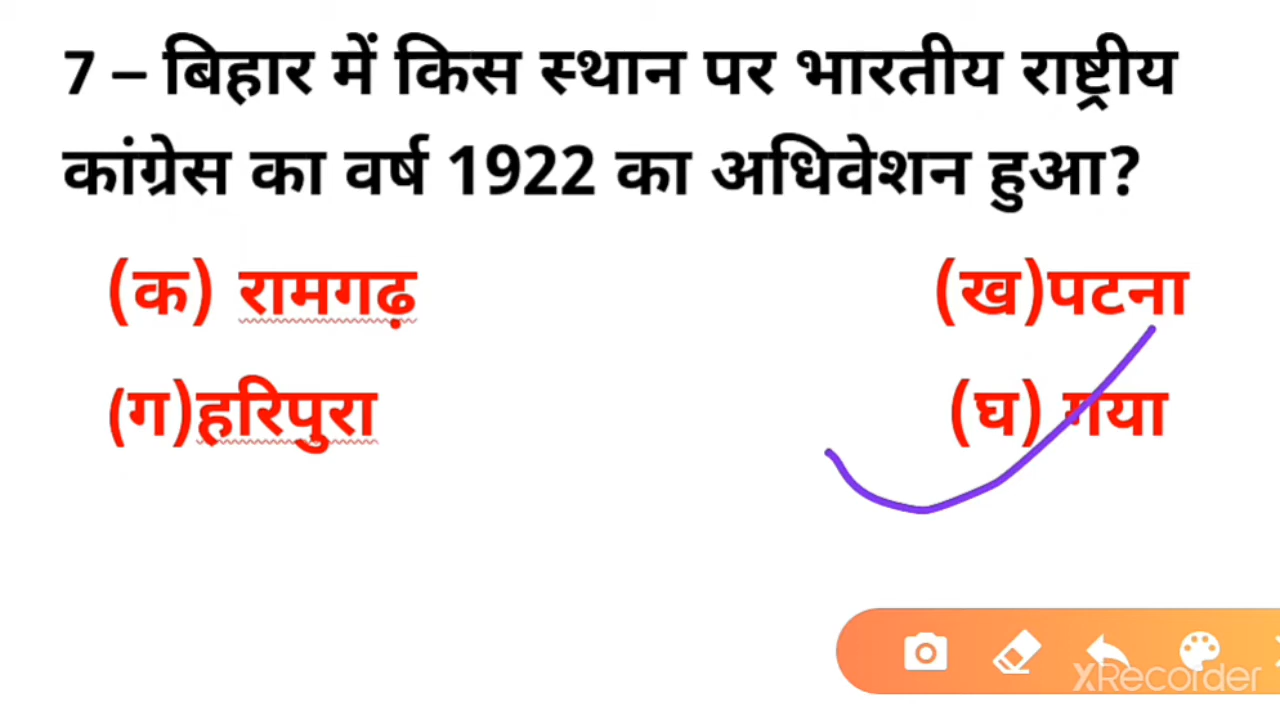 7 – बिहार में किस स्थान पर भारतीय राष्ट्रीय
कांग्रेस का वर्ष 1922 का अधिवेशन हुआ?
(क) रामगढ़ (ख)पटना
(ग)हरिपुरा (घ) गया
XRecorder